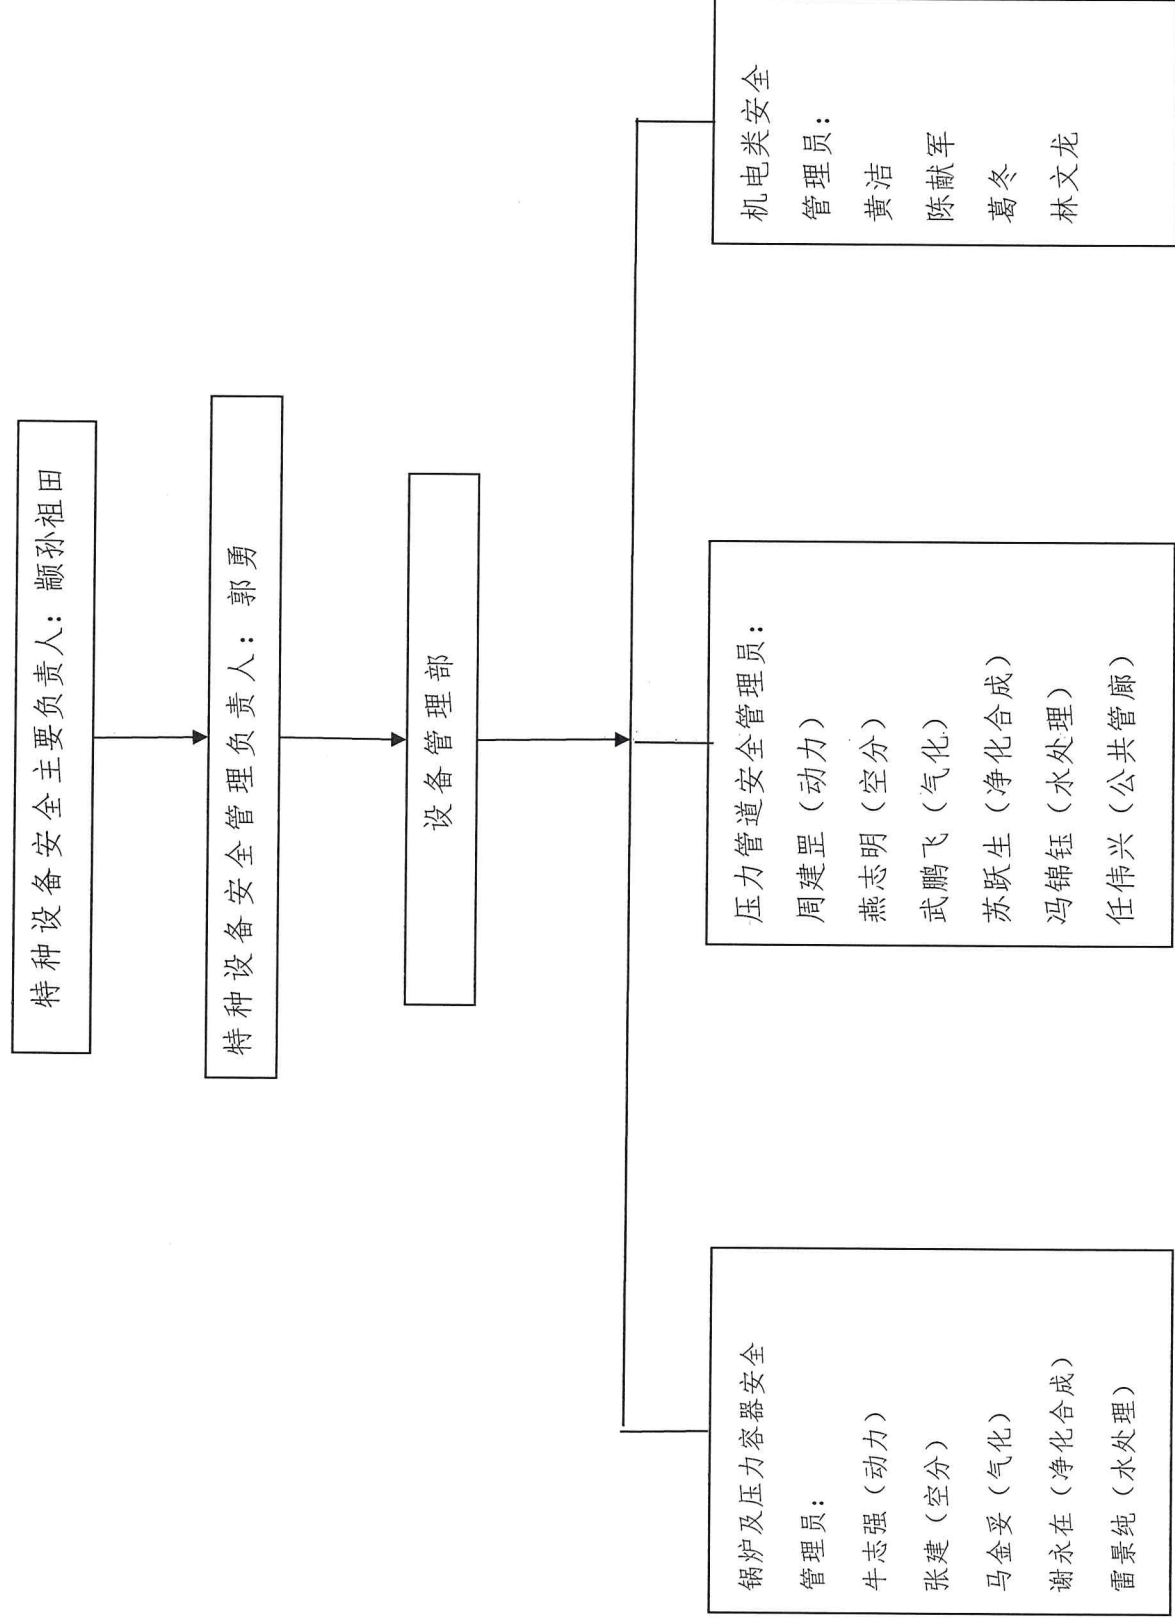 特种设备安全主要负责人：颛孙祖田
特种设备安全管理负责人：郭勇
设备管理部
锅炉及压力容器安全
管理员：
牛志强（动力）
张建（空分）
马金妥（气化）
谢永在（净化合成）
雷景纯（水处理）
压力管道安全管理员：
周建罡（动力）
燕志明（空分）
武鹏飞（气化）
苏跃生（净化合成）
冯锦钰（水处理）
任伟兴（公共管廊）
机电类安全
管理员：
黄洁
陈献军
葛冬
林文龙